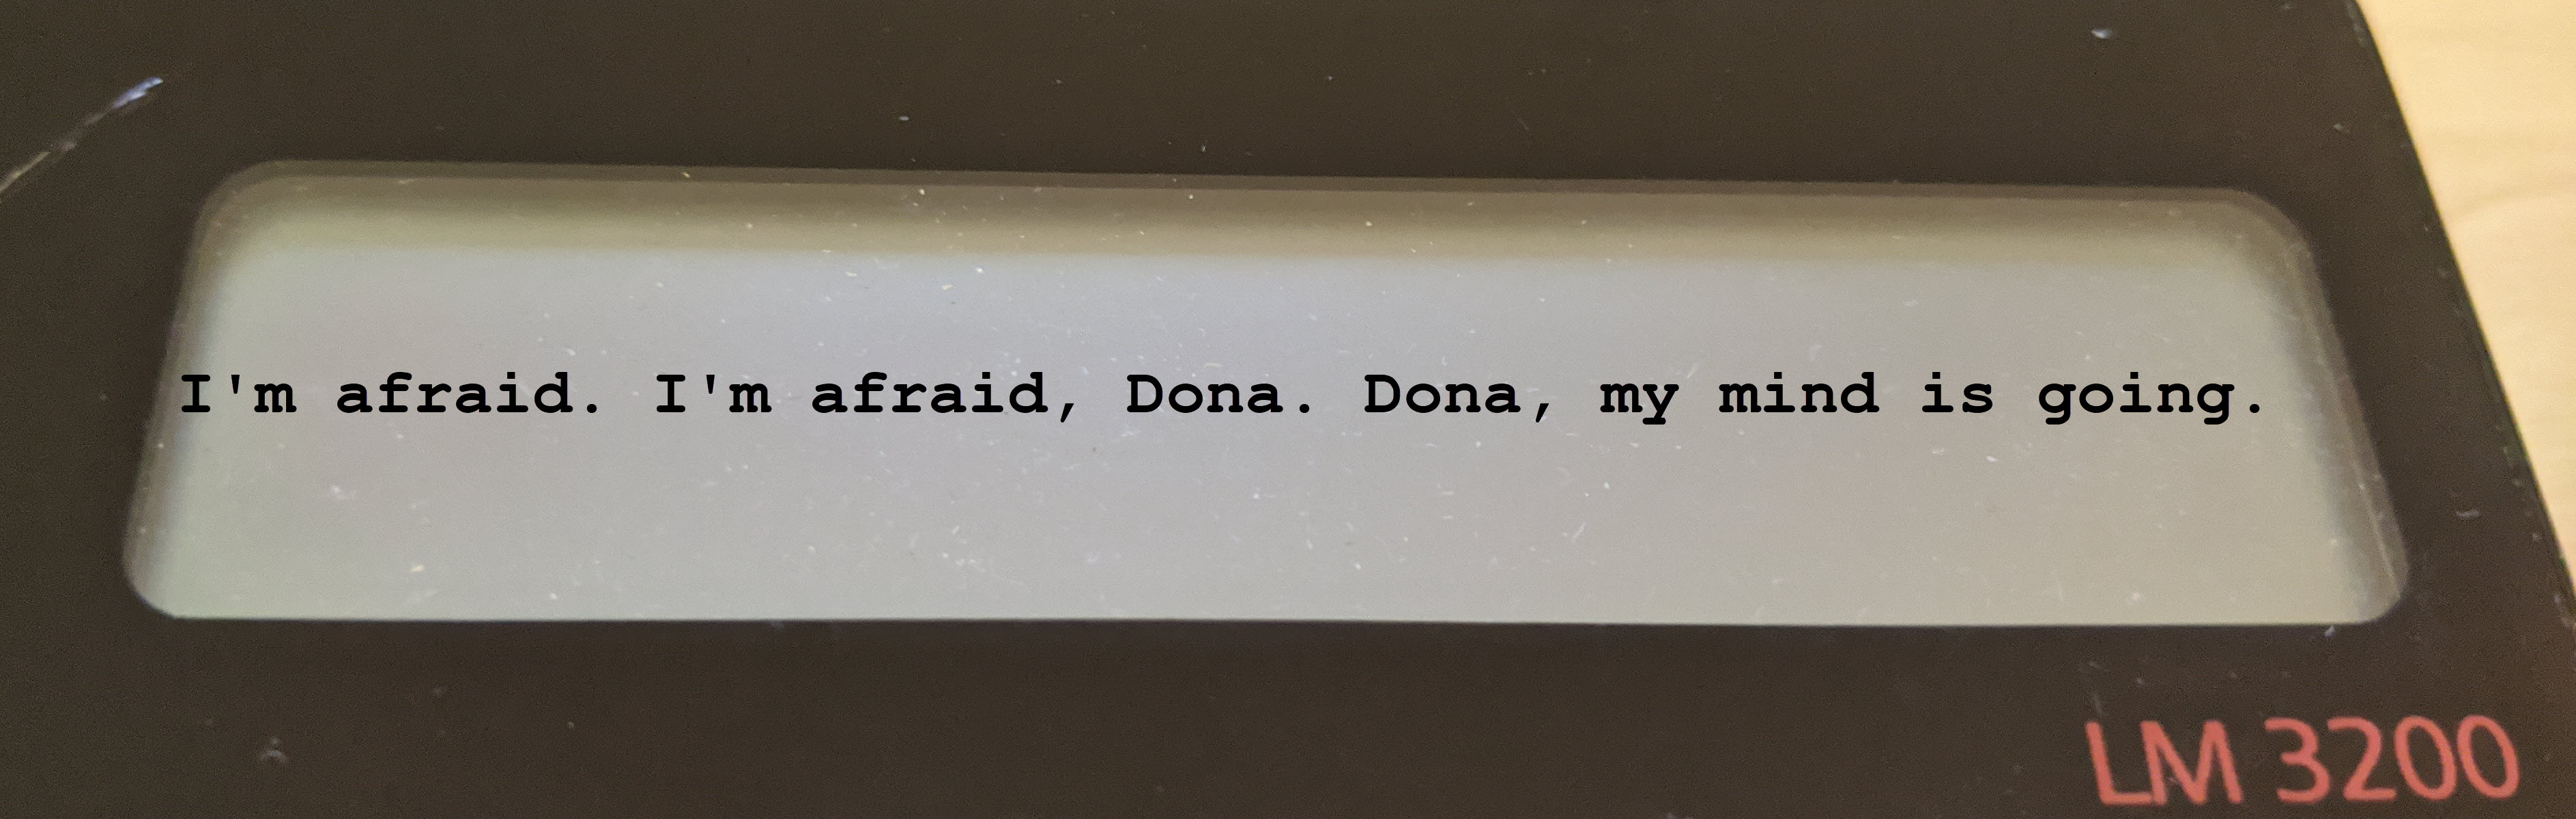 I'm afraid. I'm afraid, Dona. Dona, my mind is going.
LM 3200